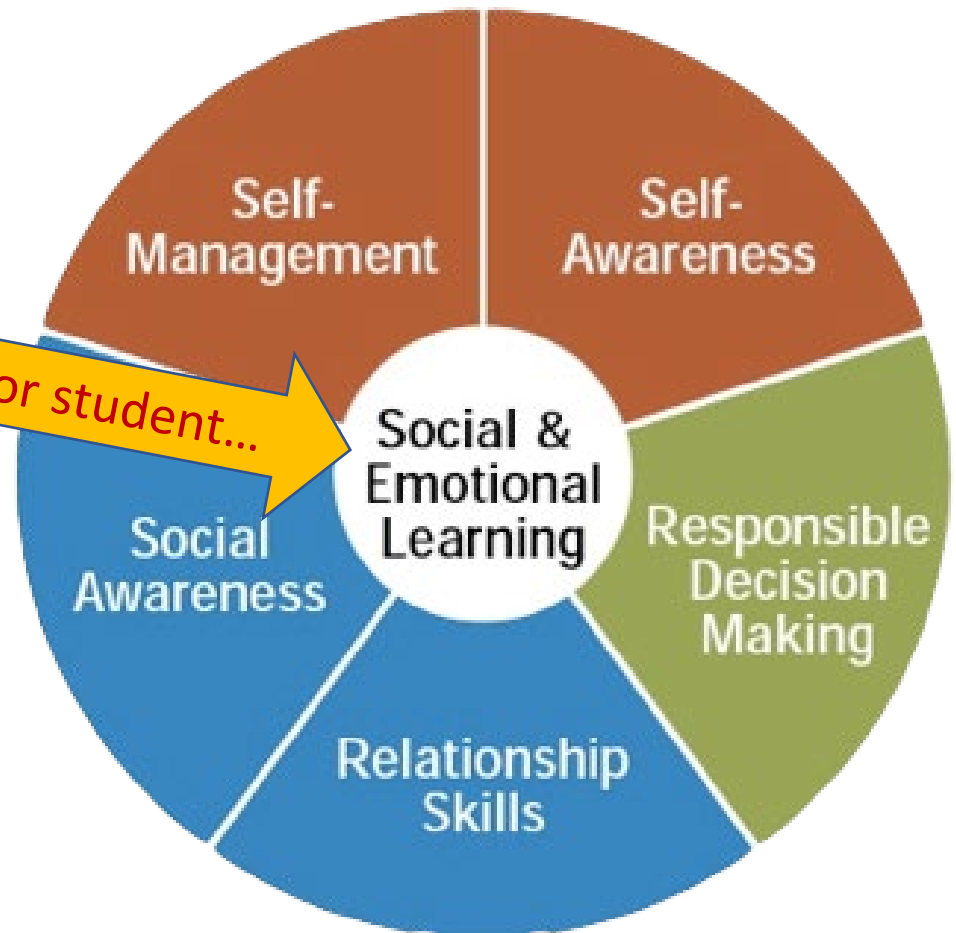 Self-
Management
Self-
Awareness
or student...
Social &
Emotional
Learning
Social
Awareness
Responsible
Decision
Making
Relationship
Skills